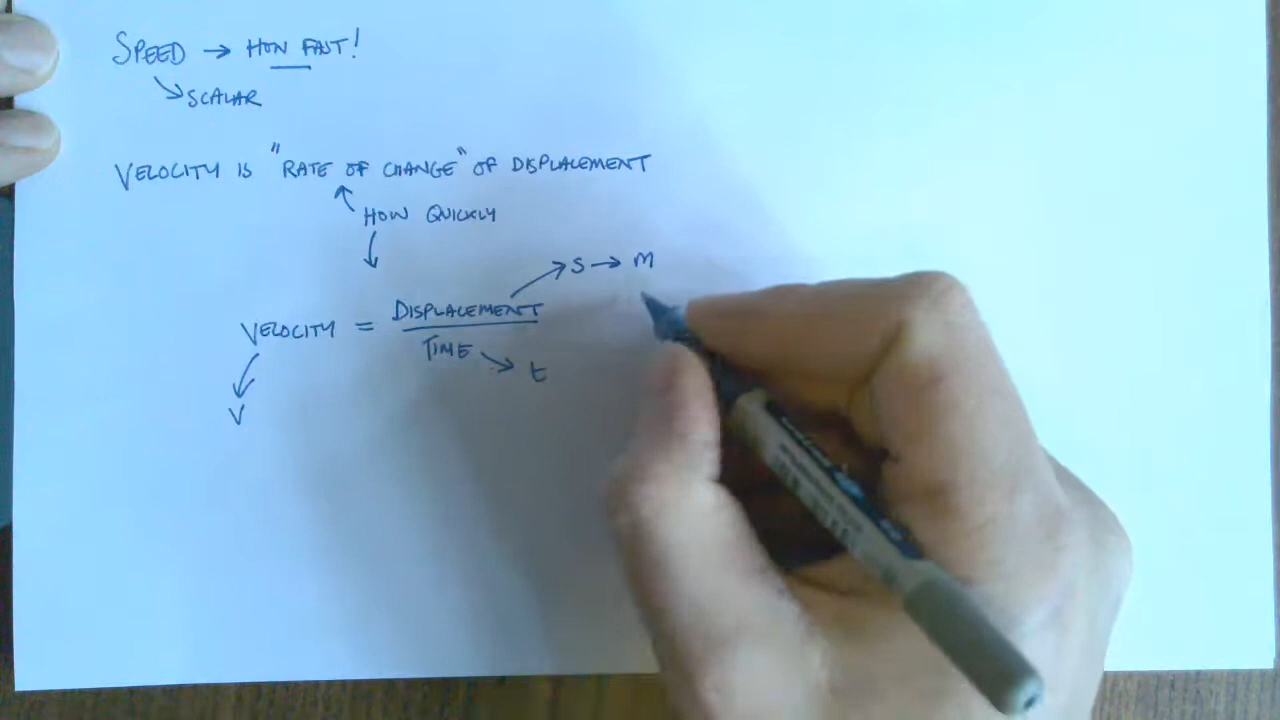 SPEED → HOW FAST!
SCALAR
VELOCITY IS "RATE OF CHANGE" OF DISPLACEMENT
HOW QUICKLY
S → M
VELOCITY = DISPLACEMENT
TIME
t
V